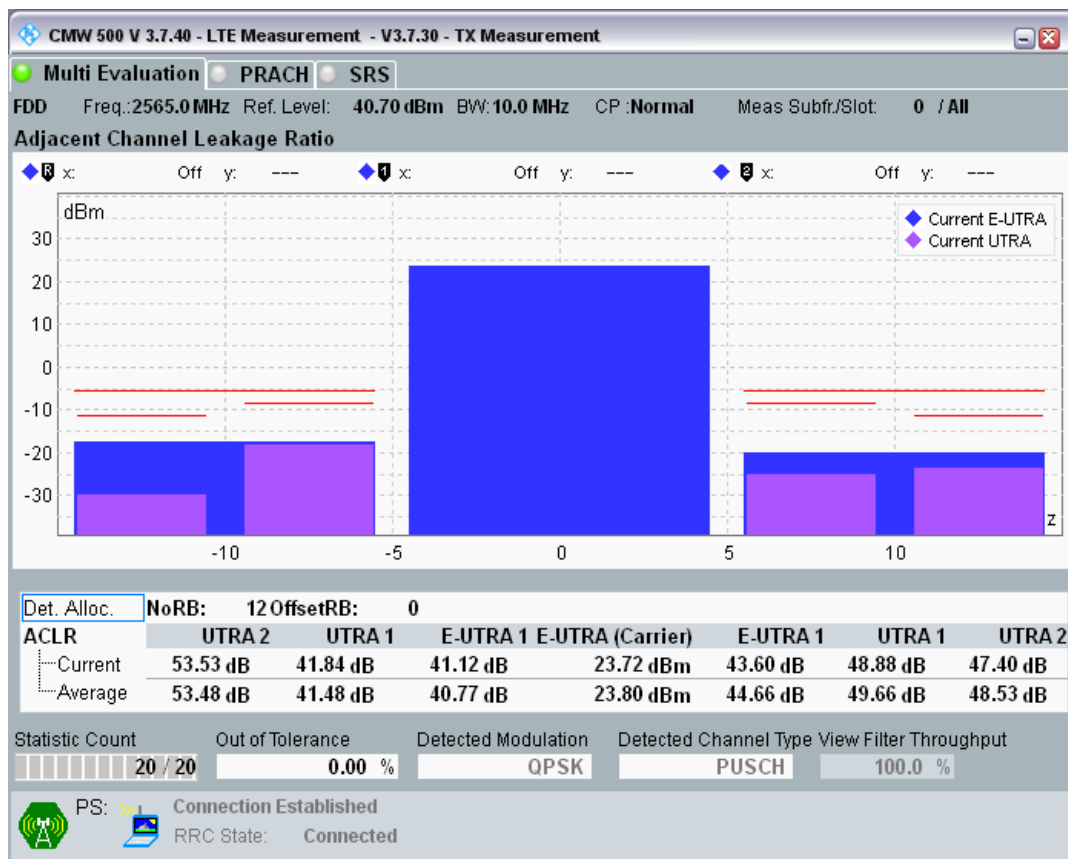 CMW 500 V 3.7.40 - LTE Measurement - V3.7.30 - TX Measurement
Multi Evaluation PRACH SRS
FDD Freq.:2565.0 MHz Ref. Level: 40.70 dBm BW:10.0 MHz CP :Normal Meas Subfr./Slot: 0 / All
Adjacent Channel Leakage Ratio
R x: Off y: --- 1 x: Off y: --- 2 x: Off y: ---
dBm
Current E-UTRA
Current UTRA
30
20
10
0
-10
-20
-30
z
-10 -5 0 5 10
Det. Alloc. NoRB: 12 OffsetRB: 0
ACLR UTRA 2 UTRA 1 E-UTRA 1 E-UTRA (Carrier) E-UTRA 1 UTRA 1 UTRA 2
Current 53.53 dB 41.84 dB 41.12 dB 23.72 dBm 43.60 dB 48.88 dB 47.40 dB
Average 53.48 dB 41.48 dB 40.77 dB 23.80 dBm 44.66 dB 49.66 dB 48.53 dB
Statistic Count Out of Tolerance Detected Modulation Detected Channel Type View Filter Throughput
20 / 20 0.00 % QPSK PUSCH 100.0 %
PS: Connection Established
RRC State: Connected